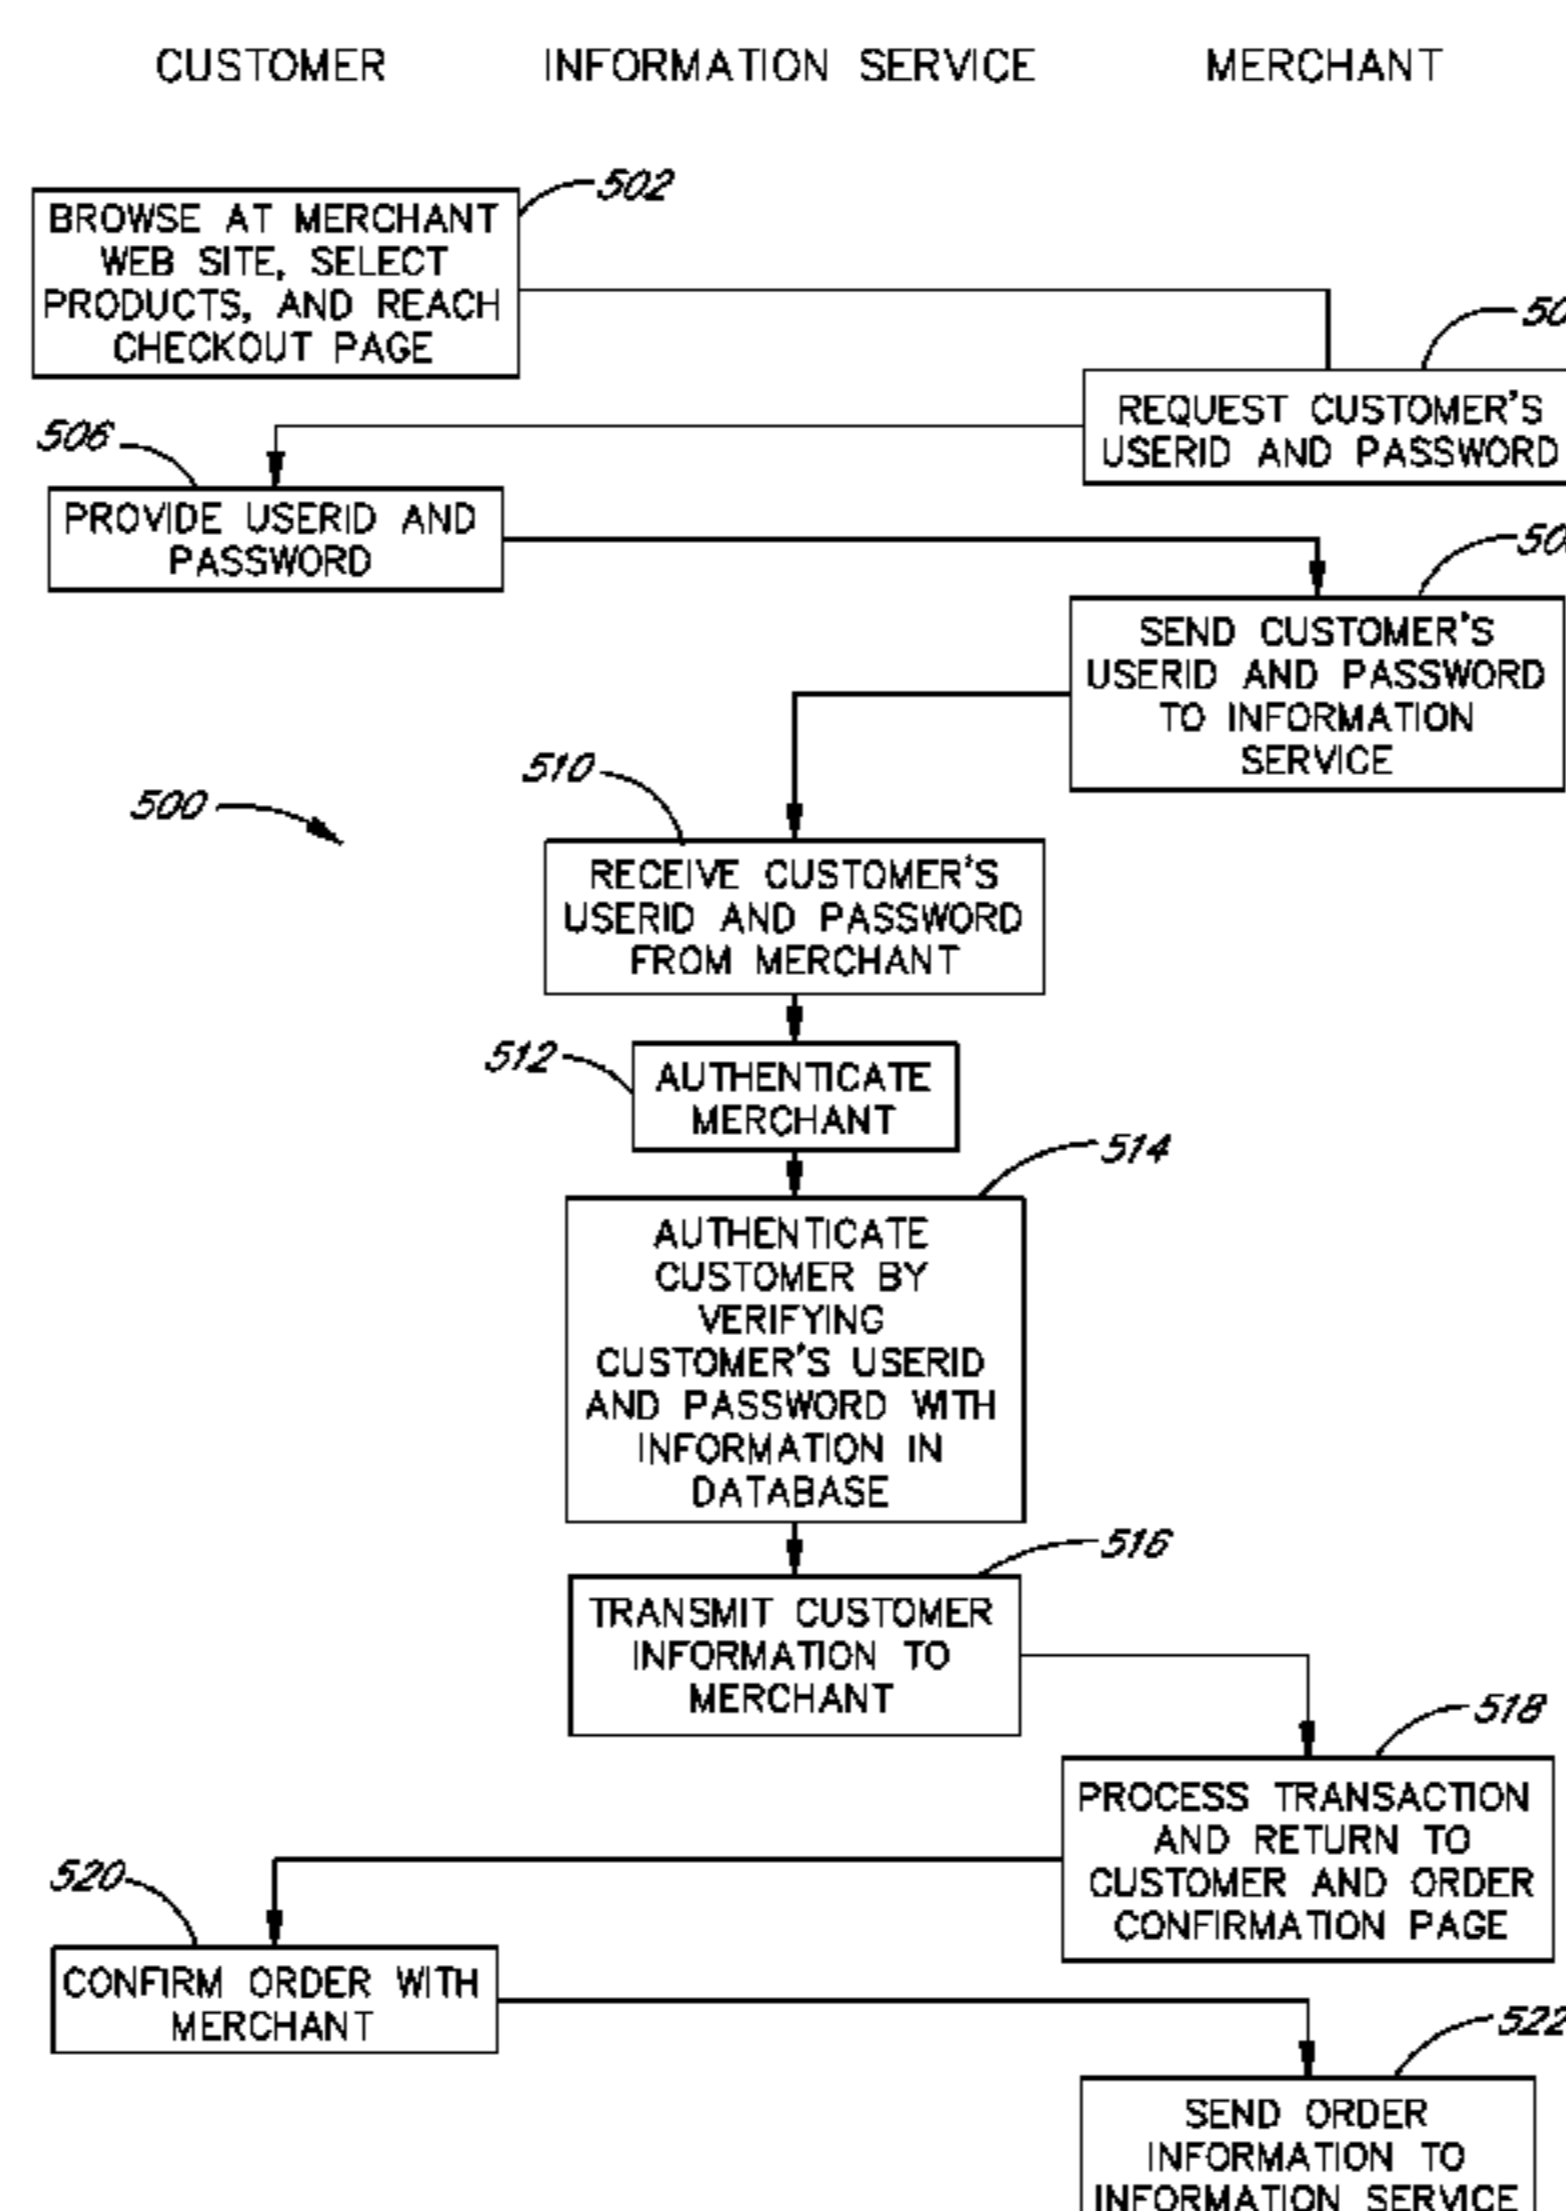 CUSTOMER INFORMATION SERVICE MERCHANT
502
BROWSE AT MERCHANT
WEB SITE, SELECT
PRODUCTS, AND REACH
CHECKOUT PAGE
REQUEST CUSTOMER'S
USERID AND PASSWORD
506
PROVIDE USERID AND
PASSWORD
SEND CUSTOMER'S
USERID AND PASSWORD
TO INFORMATION
SERVICE
500
510
RECEIVE CUSTOMER'S
USERID AND PASSWORD
FROM MERCHANT
512
AUTHENTICATE
MERCHANT
514
AUTHENTICATE
CUSTOMER BY
VERIFYING
CUSTOMER'S USERID
AND PASSWORD WITH
INFORMATION IN
DATABASE
516
TRANSMIT CUSTOMER
INFORMATION TO
MERCHANT
518
PROCESS TRANSACTION
AND RETURN TO
CUSTOMER AND ORDER
CONFIRMATION PAGE
520
CONFIRM ORDER WITH
MERCHANT
522
SEND ORDER
INFORMATION TO
INFORMATION SERVICE